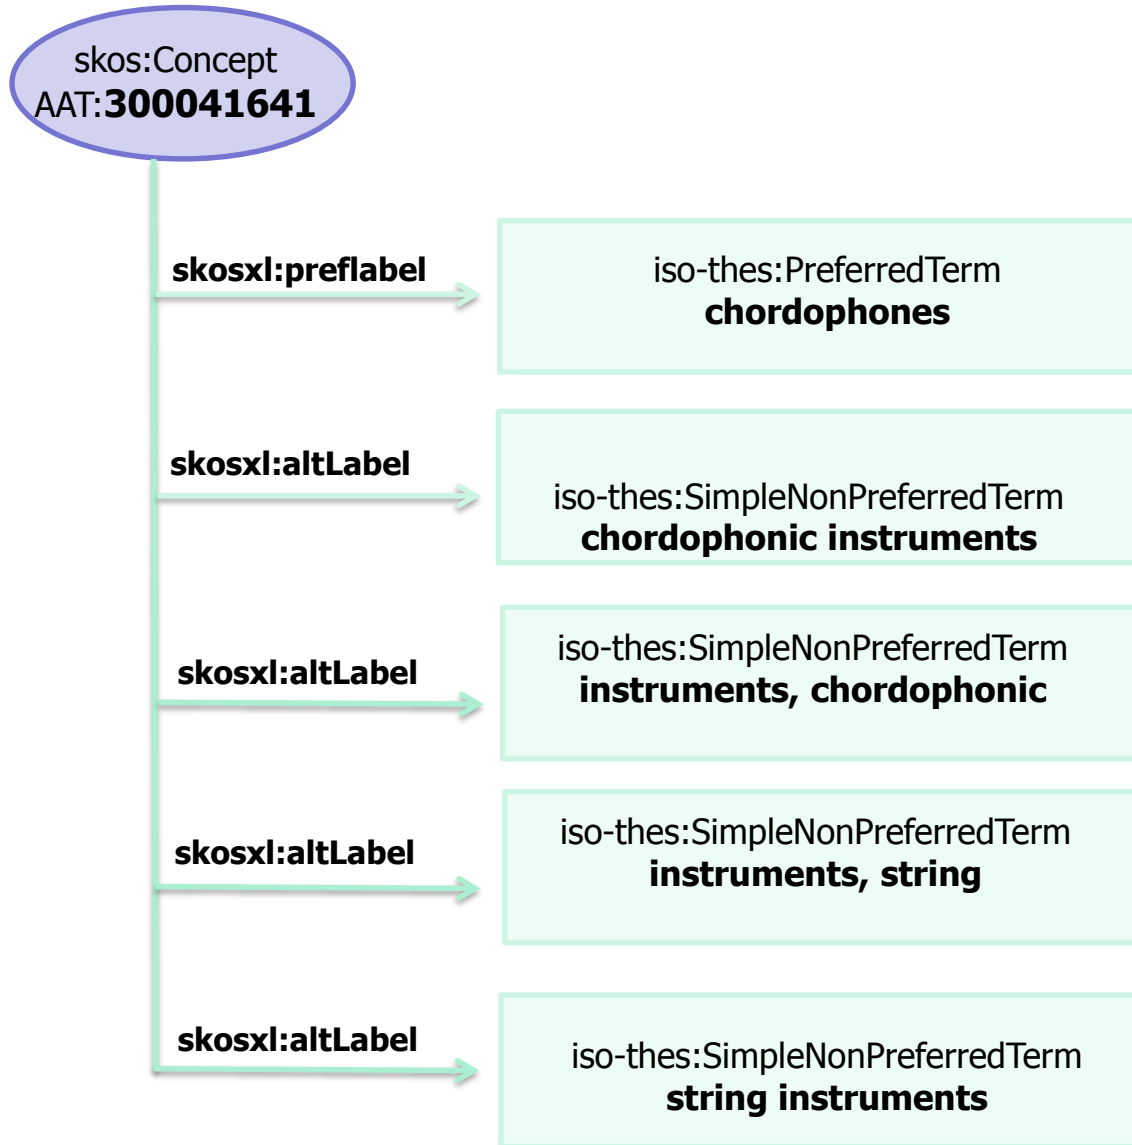 skos:Concept
AAT:300041641
skosxl:preflabel
iso-thes:PreferredTerm
chordophones
skosxl:altLabel
iso-thes:SimpleNonPreferredTerm
chordophonic instruments
skosxl:altLabel
iso-thes:SimpleNonPreferredTerm
instruments, chordophonic
skosxl:altLabel
iso-thes:SimpleNonPreferredTerm
instruments, string
skosxl:altLabel
iso-thes:SimpleNonPreferredTerm
string instruments